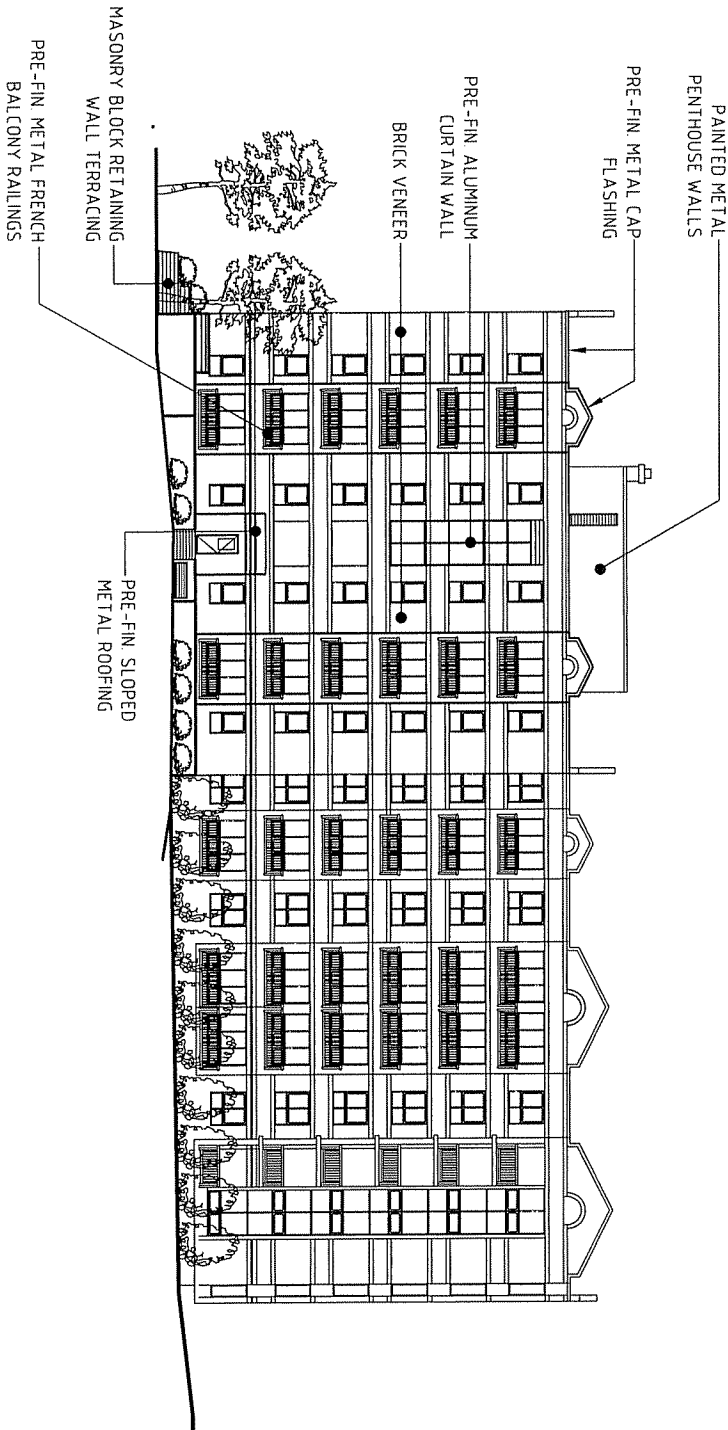 PAINTED METAL
PENTHOUSE WALLS
PRE-FIN. METAL CAP
FLASHING
PRE-FIN. ALUMINUM
CURTAIN WALL
BRICK VENEER
MASONRY BLOCK RETAINING
WALL TERRACING
PRE-FIN. METAL FRENCH
BALCONY RAILINGS
PRE-FIN. SLOPED
METAL ROOFING